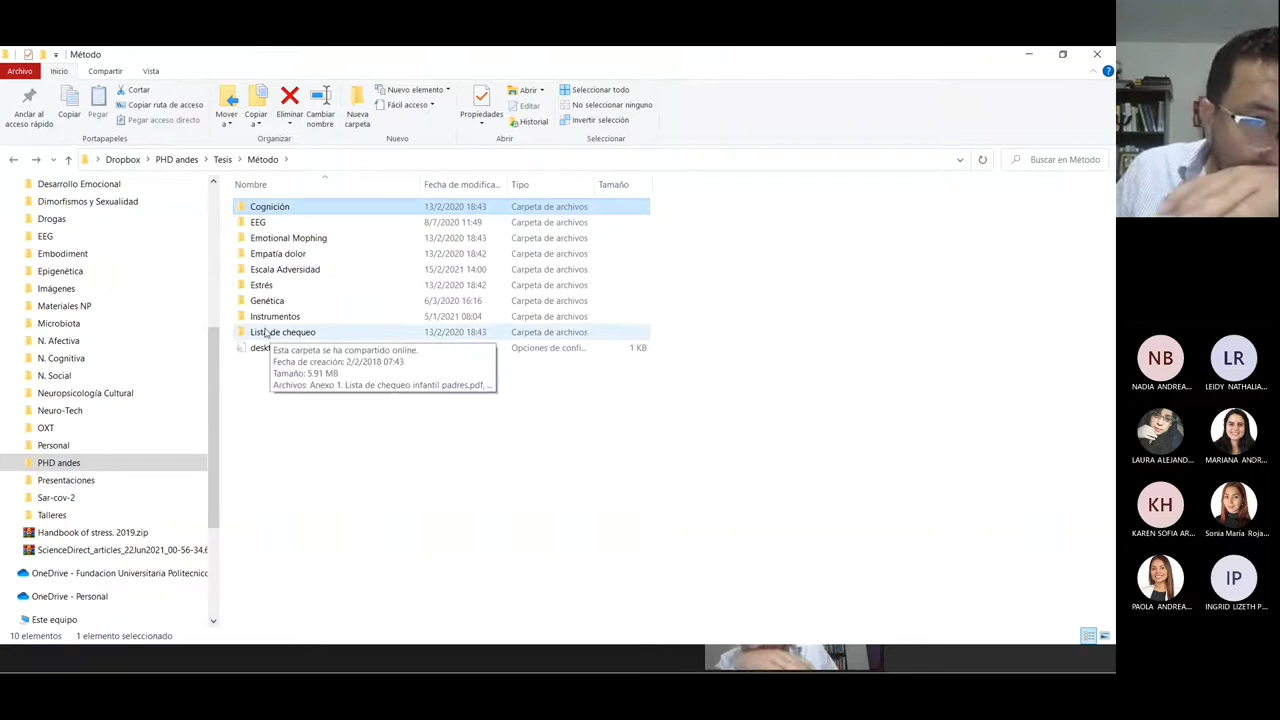 Método
Archivo Inicio Compartir Vista
Anclar al acceso rápido
Copiar
Pegar
Cortar
Copiar ruta de acceso
Pegar acceso directo
Portapapeles
Mover a
Copiar a
Eliminar
Cambiar nombre
Organizar
Nueva carpeta
Nuevo elemento
Fácil acceso
Nuevo
Propiedades
Abrir
Editar
Historial
Abrir
Seleccionar todo
No seleccionar ninguno
Invertir selección
Seleccionar
Dropbox > PHD andes > Tesis > Método >
Buscar en Método
Desarrollo Emocional
Dimorfismos y Sexualidad
Drogas
EEG
Embodiment
Epigenética
Imágenes
Materiales NP
Microbiota
N. Afectiva
N. Cognitiva
N. Social
Neuropsicología Cultural
Neuro-Tech
OXT
Personal
PHD andes
Presentaciones
Sar-cov-2
Talleres
Handbook of stress. 2019.zip
ScienceDirect_articles_22Jun2021_00-56-34.6
OneDrive - Fundacion Universitaria Politecnico
OneDrive - Personal
Este equipo
Nombre Fecha de modifica... Tipo Tamaño
Cognición 13/2/2020 18:43 Carpeta de archivos
EEG 8/7/2020 11:49 Carpeta de archivos
Emotional Mophing 13/2/2020 18:43 Carpeta de archivos
Empatía dolor 13/2/2020 18:42 Carpeta de archivos
Escala Adversidad 15/2/2021 14:00 Carpeta de archivos
Estrés 13/2/2020 18:42 Carpeta de archivos
Genética 6/3/2020 16:16 Carpeta de archivos
Instrumentos 5/1/2021 08:04 Carpeta de archivos
Lista de chequeo 13/2/2020 18:43 Carpeta de archivos
desk Opciones de confi... 1 KB
Esta carpeta se ha compartido online.
Fecha de creación: 2/2/2018 07:43
Tamaño: 5.91 MB
Archivos: Anexo 1. Lista de chequeo infantil padres.pdf, ...
10 elementos 1 elemento seleccionado
NB LR
NADIA ANDREA... LEIDY NATHALIA...
LAURA ALEJAND... MARIANA ANDR...
KH
KAREN SOFIA AR... Sonia María Roja...
IP
PAOLA ANDREA... INGRID LIZETH P...